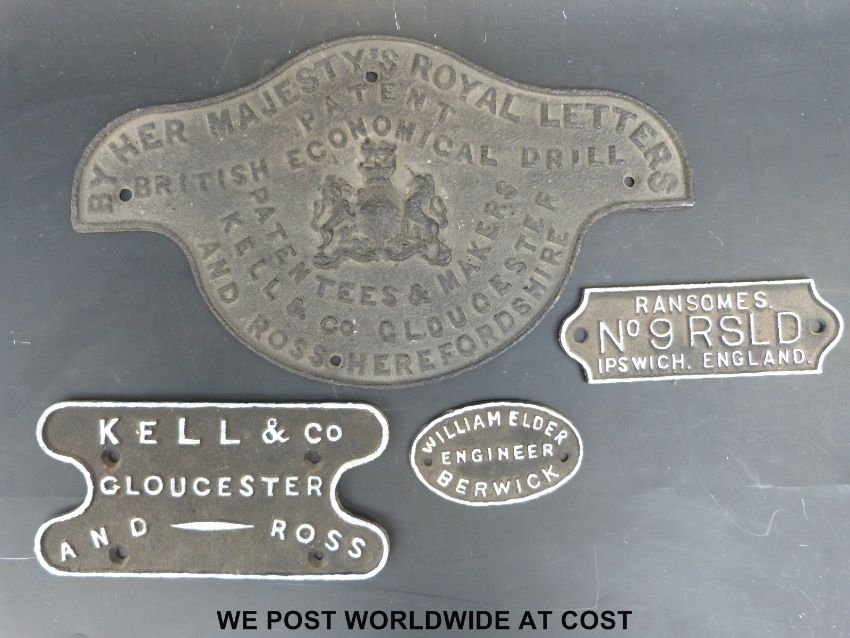 BY HER MAJESTY'S ROYAL LETTERS
PATENT
BRITISH ECONOMICAL DRILL
PATENTEES & MAKERS
KELL & Co GLOUCESTER
AND ROSS HEREFORDSHIRE
RANSOMES.
No 9 RSLD
IPSWICH. ENGLAND.
KELL & Co
GLOUCESTER
AND ROSS
WILLIAM ELDER
ENGINEER
BERWICK
WE POST WORLDWIDE AT COST